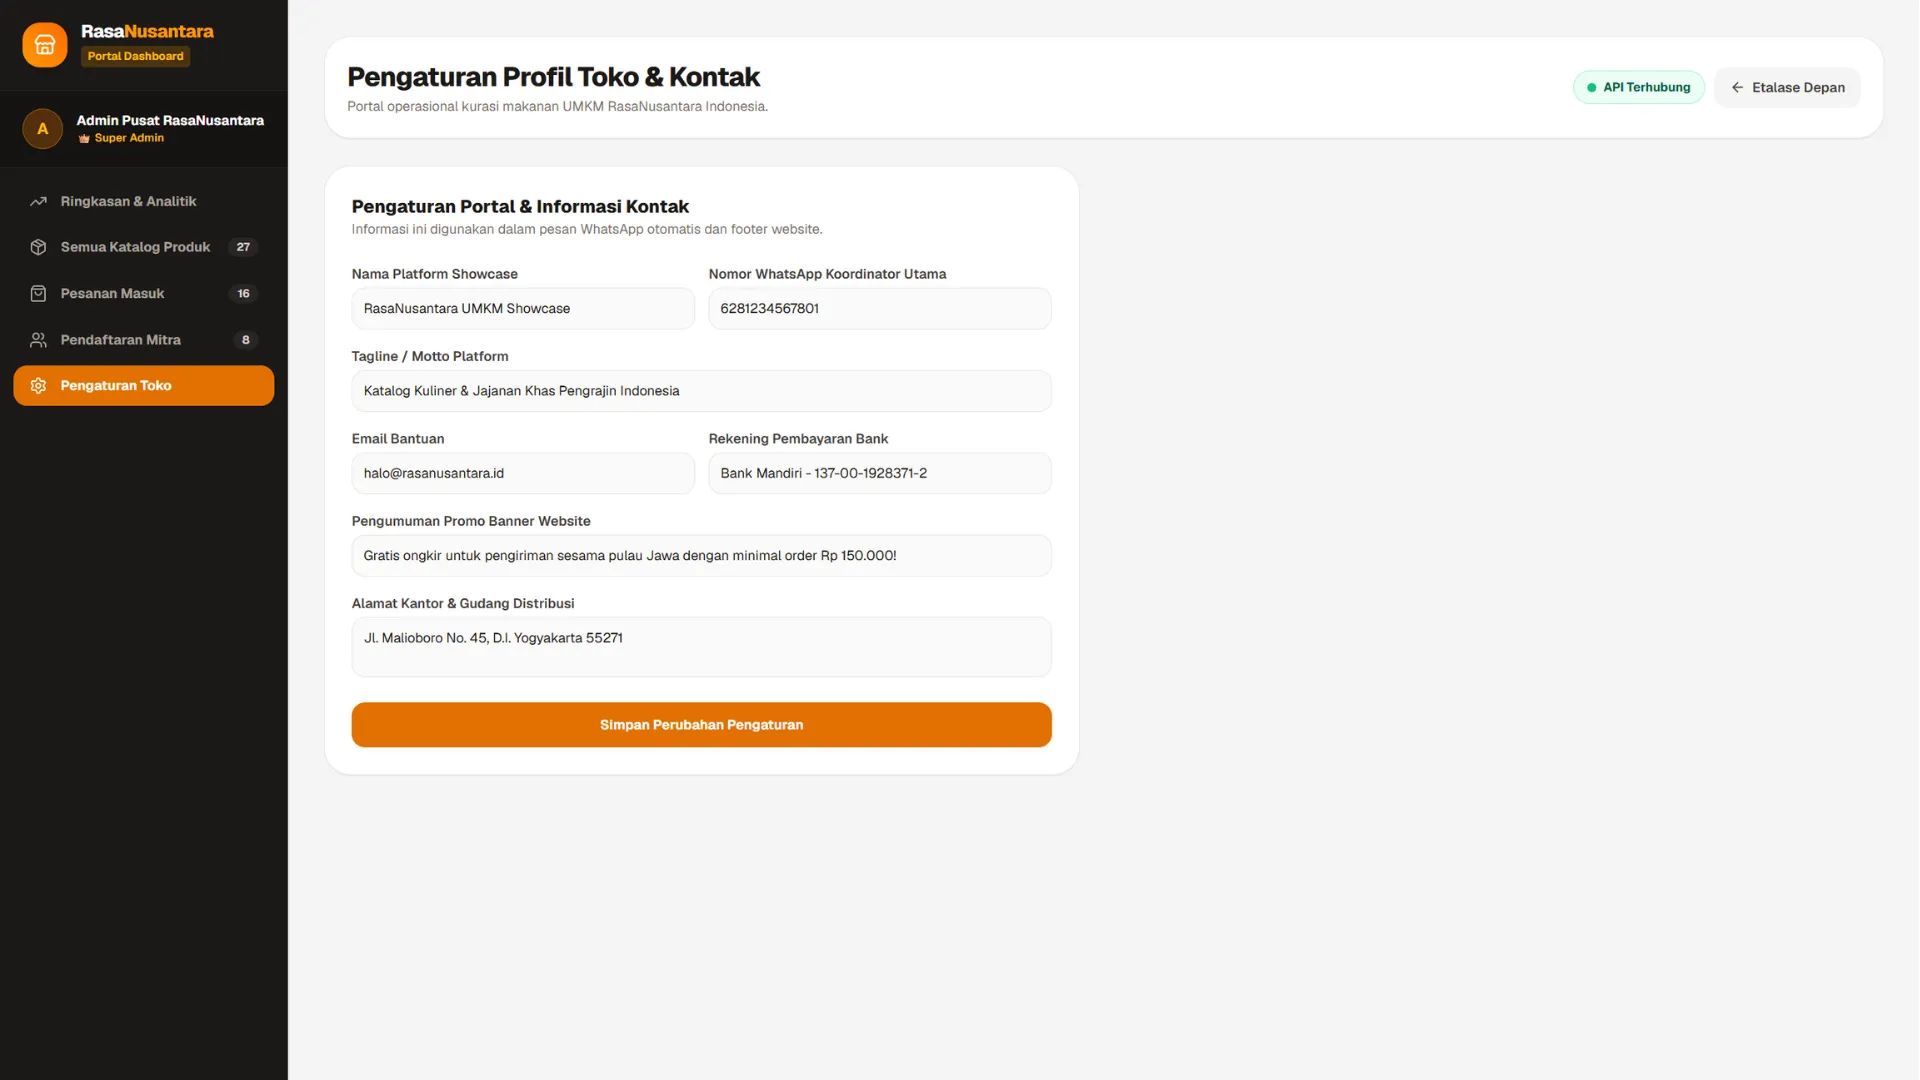 RasaNusantara
Portal Dashboard
A
Admin Pusat RasaNusantara
Super Admin
Ringkasan & Analitik
Semua Katalog Produk 27
Pesanan Masuk 16
Pendaftaran Mitra 8
Pengaturan Toko
Pengaturan Profil Toko & Kontak
Portal operasional kurasi makanan UMKM RasaNusantara Indonesia.
API Terhubung
Etalase Depan
Pengaturan Portal & Informasi Kontak
Informasi ini digunakan dalam pesan WhatsApp otomatis dan footer website.
Nama Platform Showcase
RasaNusantara UMKM Showcase
Nomor WhatsApp Koordinator Utama
6281234567801
Tagline / Motto Platform
Katalog Kuliner & Jajanan Khas Pengrajin Indonesia
Email Bantuan
halo@rasanusantara.id
Rekening Pembayaran Bank
Bank Mandiri - 137-00-1928371-2
Pengumuman Promo Banner Website
Gratis ongkir untuk pengiriman sesama pulau Jawa dengan minimal order Rp 150.000!
Alamat Kantor & Gudang Distribusi
Jl. Malioboro No. 45, D.I. Yogyakarta 55271
Simpan Perubahan Pengaturan